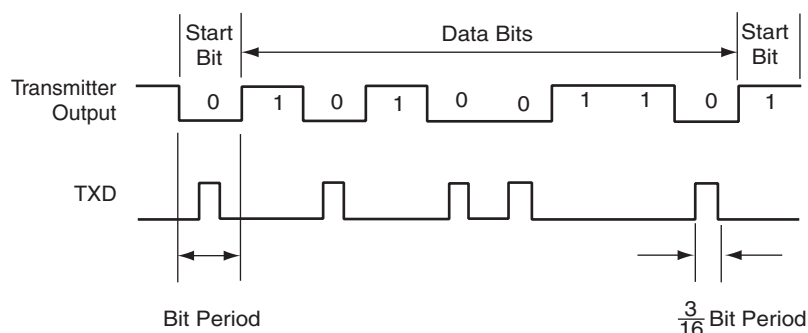 Start
Bit
Data Bits
Start
Bit
Transmitter
Output
0 1 0 1 0 0 1 1 0 1
TXD
Bit Period
3/16 Bit Period